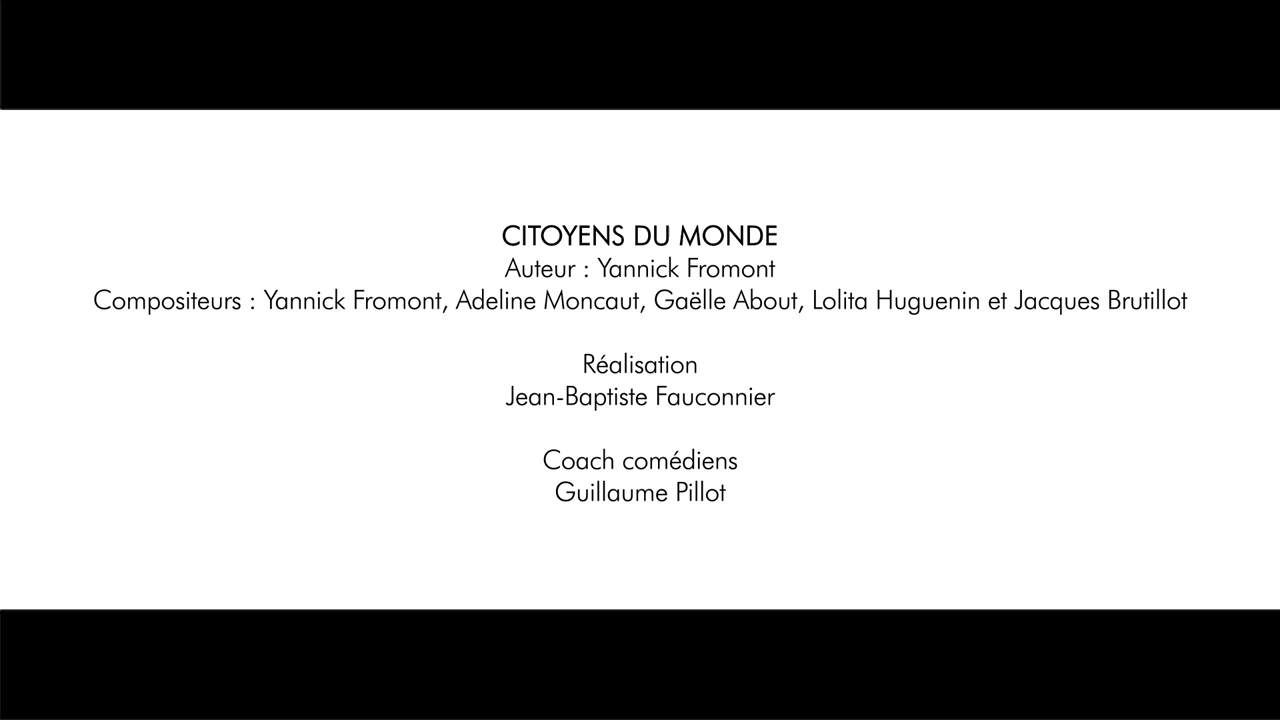 CITOYENS DU MONDE
Auteur : Yannick Fromont
Compositeurs : Yannick Fromont, Adeline Moncaut, Gaëlle About, Lolita Huguenin et Jacques Brutillot
Réalisation
Jean-Baptiste Fauconnier
Coach comédiens
Guillaume Pillot